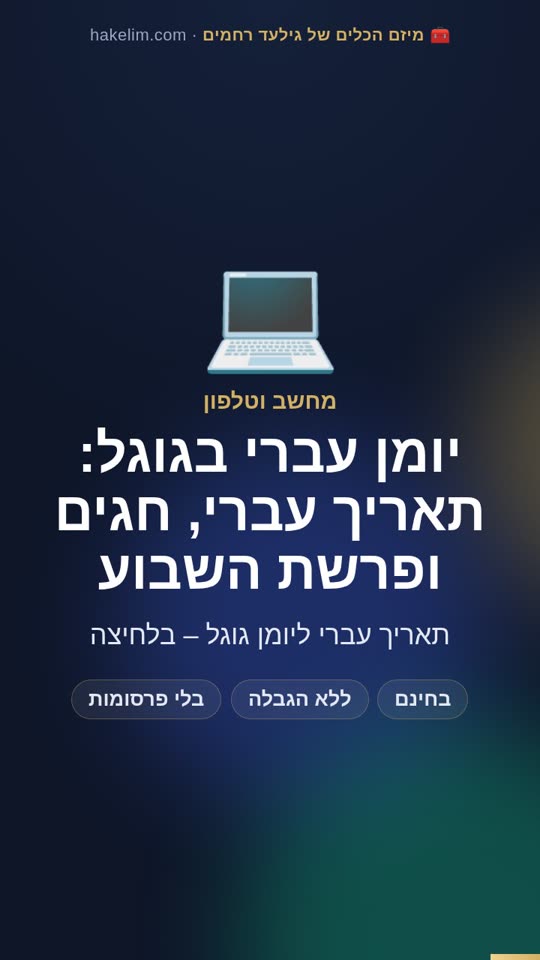 🧰 מיזם הכלים של גילעד רחמים · hakelim.com
מחשב וטלפון
יומן עברי בגוגל:
תאריך עברי, חגים
ופרשת השבוע
תאריך עברי ליומן גוגל – בלחיצה
בחינם
ללא הגבלה
בלי פרסומות